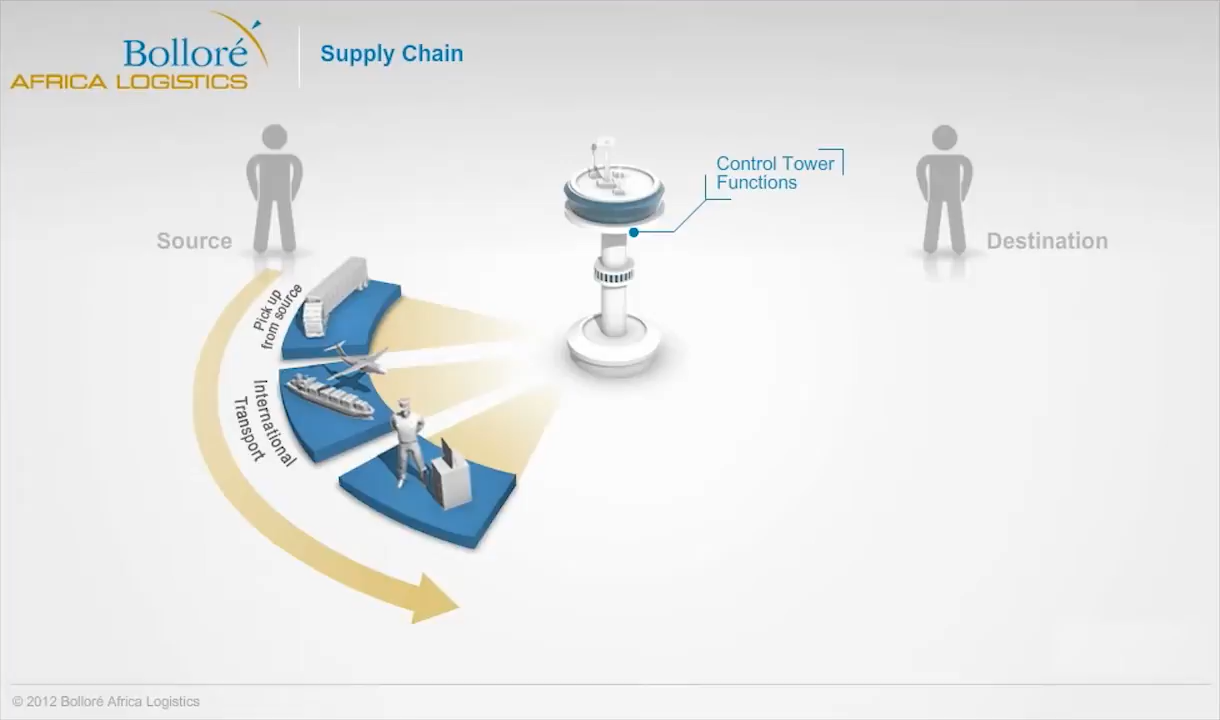 Bolloré
AFRICA LOGISTICS
Supply Chain
Control Tower
Functions
Source
Destination
Pick up
from source
International
Transport
© 2012 Bolloré Africa Logistics